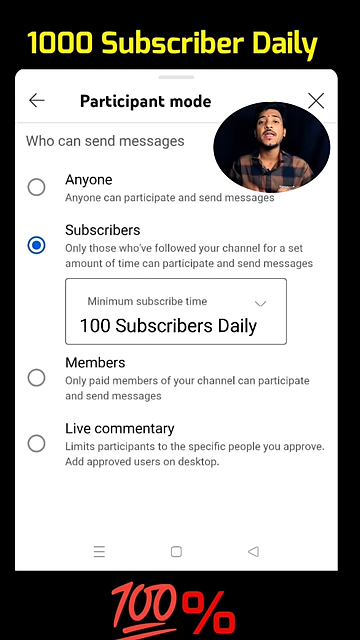 1000 Subscriber Daily
Participant mode
Who can send messages
Anyone
Anyone can participate and send messages
Subscribers
Only those who've followed your channel for a set
amount of time can participate and send messages
Minimum subscribe time
100 Subscribers Daily
Members
Only paid members of your channel can participate
and send messages
Live commentary
Limits participants to the specific people you approve.
Add approved users on desktop.
100%